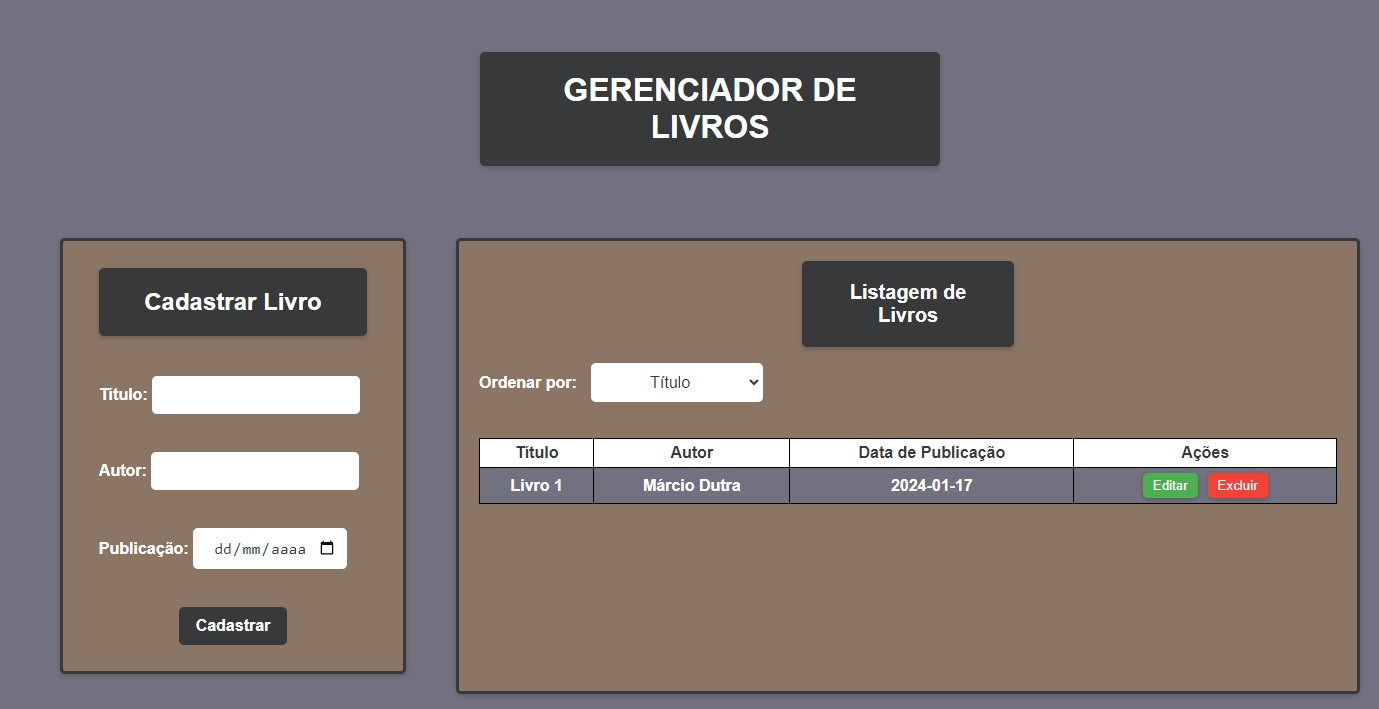 GERENCIADOR DE
LIVROS
Cadastrar Livro
Título:
Autor:
Publicação: dd/mm/aaaa
Cadastrar
Listagem de
Livros
Ordenar por: Título
Título Autor Data de Publicação Ações
Livro 1 Márcio Dutra 2024-01-17 Editar Excluir